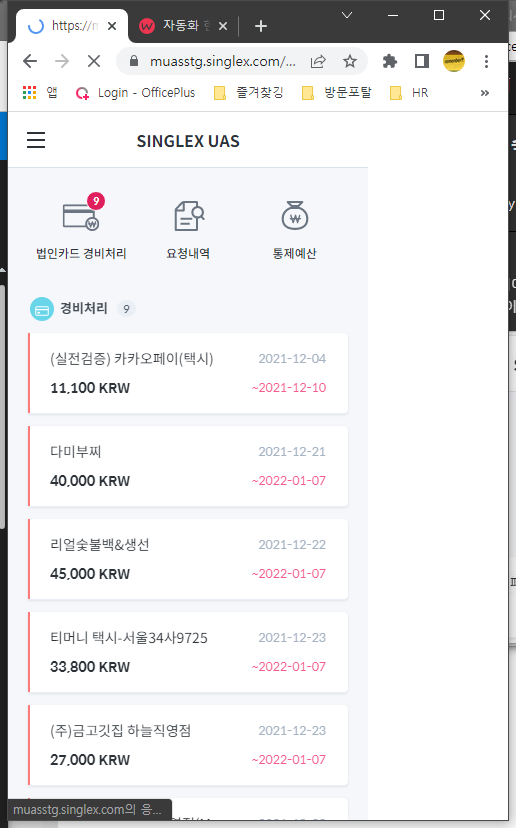 https://n
자동화 한
muasstg.singlex.com/...
앱
Login - OfficePlus
즐겨찾깅
방문포탈
HR
»
SINGLEX UAS
9
법인카드 경비처리
요청내역
통제예산
경비처리 9
(실전검증) 카카오페이(택시) 2021-12-04
11,100 KRW ~2021-12-10
다미부찌 2021-12-21
40,000 KRW ~2022-01-07
리얼숯불백&생선 2021-12-22
45,000 KRW ~2022-01-07
티머니 택시-서울34사9725 2021-12-23
33,800 KRW ~2022-01-07
(주)금고깃집 하늘직영점 2021-12-23
27,000 KRW ~2022-01-07
muasstg.singlex.com의 응...